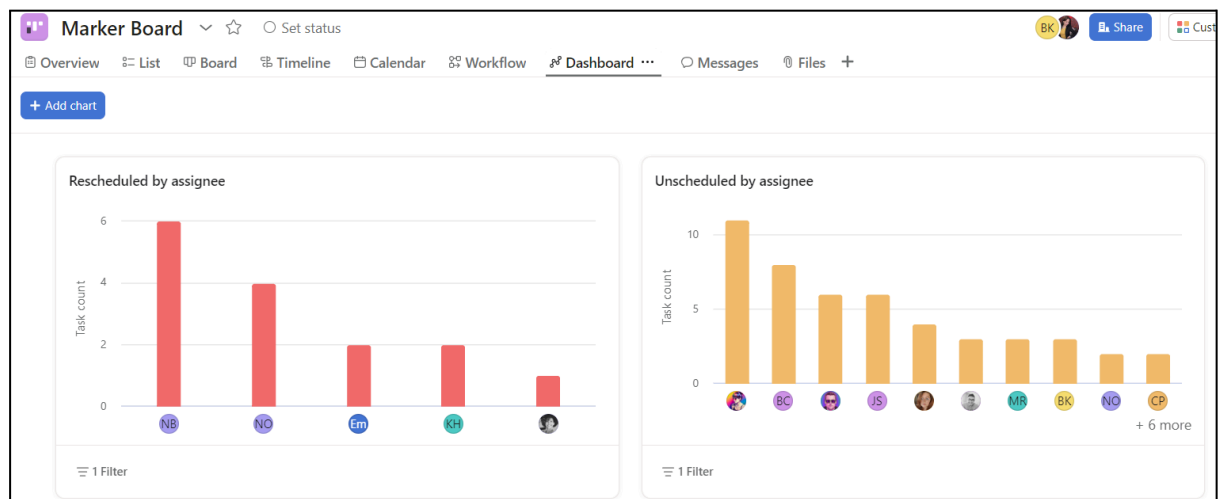 Marker Board Set status BK Share Cust
Overview List Board Timeline Calendar Workflow Dashboard ... Messages Files +
+ Add chart
Rescheduled by assignee
6
4
2
0
Task count
NB NO Em KH
1 Filter
Unscheduled by assignee
10
5
0
Task count
BC JS MR BK NO CP
+ 6 more
1 Filter